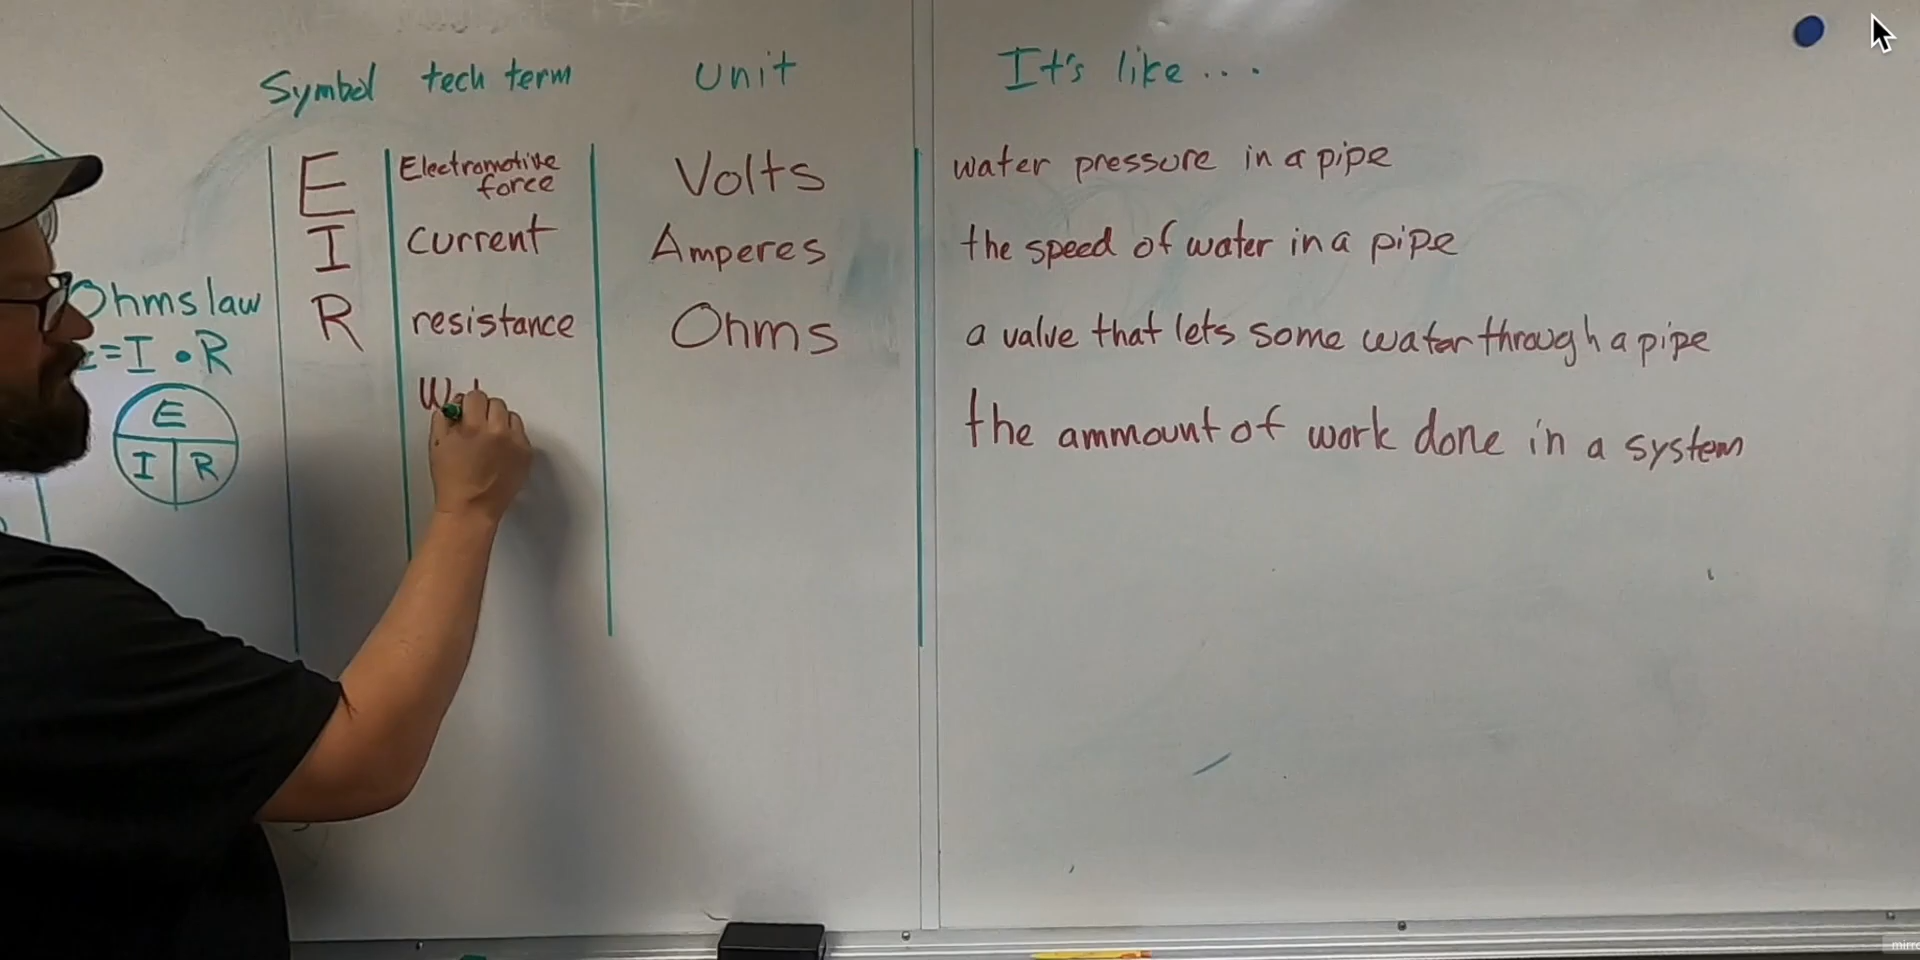 Symbol tech term unit It's like ....
E Electromotive force Volts water pressure in a pipe
I current Amperes the speed of water in a pipe
R resistance Ohms a valve that lets some water through a pipe
the ammount of work done in a system
Ohms law
=I •R
E
I R